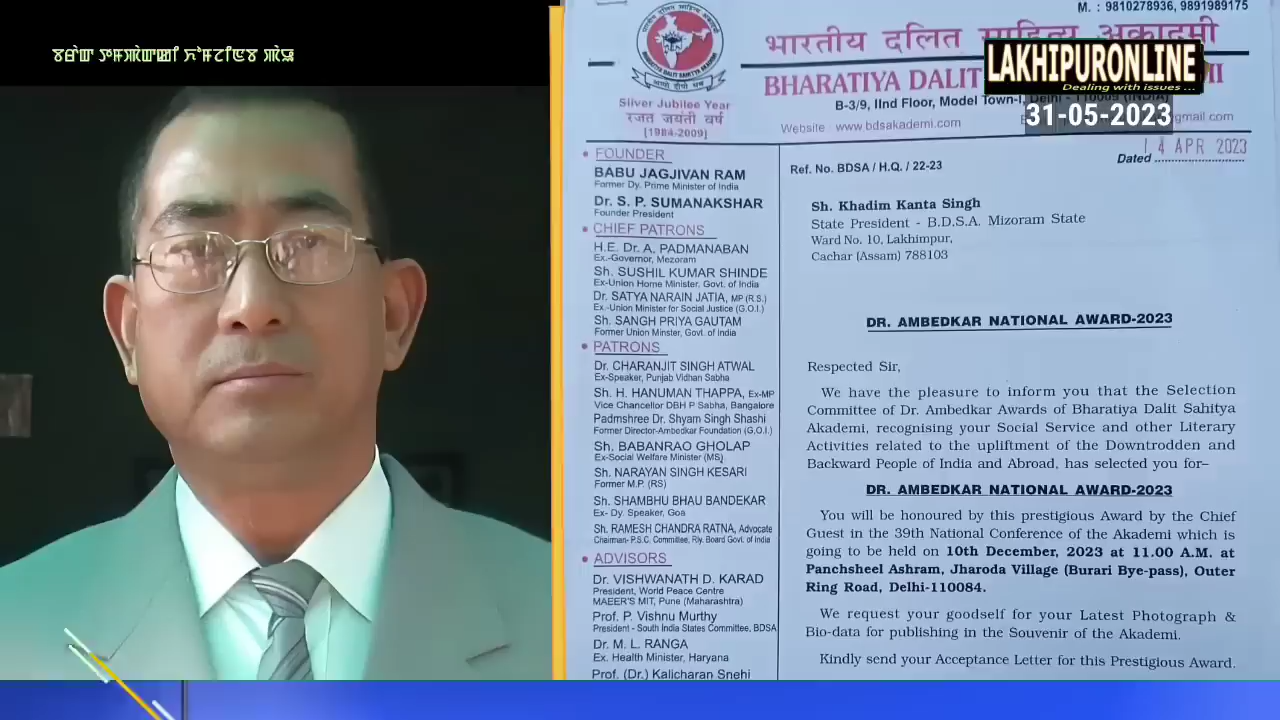 M. : 9810278936, 9891989175
भारतीय दलित साहित्य अकादमी
BHARATIYA DALIT
LAKHIPURONLINE
Dealing with issues ...
31-05-2023
B-3/9, IInd Floor, Model Town-I, Delhi - 110009 (INDIA)
Website : www.bdsakademi.com
gmail.com
Silver Jubilee Year
रजत जयंती वर्ष
[1984-2009]
14 APR 2023
Dated
Ref. No. BDSA / H.Q. / 22-23
• FOUNDER
BABU JAGJIVAN RAM
Former Dy. Prime Minister of India
Dr. S. P. SUMANAKSHAR
Founder President
• CHIEF PATRONS
H.E. Dr. A. PADMANABAN
Ex.-Governor, Mezoram
Sh. SUSHIL KUMAR SHINDE
Ex-Union Home Minister, Govt. of India
Dr. SATYA NARAIN JATIA, MP (R.S.)
Ex.-Union Minister for Social Justice (G.O.I.)
Sh. SANGH PRIYA GAUTAM
Former Union Minster, Govt. of India
• PATRONS
Dr. CHARANJIT SINGH ATWAL
Ex-Speaker, Punjab Vidhan Sabha
Sh. H. HANUMAN THAPPA, Ex-MP
Vice Chancellor DBH P Sabha, Bangalore
Padmshree Dr. Shyam Singh Shashi
Former Director-Ambedkar Foundation (G.O.I.)
Sh. BABANRAO GHOLAP
Ex-Social Welfare Minister (MS)
Sh. NARAYAN SINGH KESARI
Former M.P. (RS)
Sh. SHAMBHU BHAU BANDEKAR
Ex- Dy. Speaker, Goa
Sh. RAMESH CHANDRA RATNA, Advocate
Chairman- P.S.C. Committee, Rly. Board Govt. of India
• ADVISORS
Dr. VISHWANATH D. KARAD
President, World Peace Centre
MAEER'S MIT, Pune (Maharashtra)
Prof. P. Vishnu Murthy
President - South India States Committee, BDSA
Dr. M. L. RANGA
Ex. Health Minister, Haryana
Prof. (Dr.) Kalicharan Snehi
Sh. Khadim Kanta Singh
State President - B.D.S.A. Mizoram State
Ward No. 10, Lakhimpur,
Cachar (Assam) 788103
DR. AMBEDKAR NATIONAL AWARD-2023
Respected Sir,
We have the pleasure to inform you that the Selection
Committee of Dr. Ambedkar Awards of Bharatiya Dalit Sahitya
Akademi, recognising your Social Service and other Literary
Activities related to the upliftment of the Downtrodden and
Backward People of India and Abroad, has selected you for–
DR. AMBEDKAR NATIONAL AWARD-2023
You will be honoured by this prestigious Award by the Chief
Guest in the 39th National Conference of the Akademi which is
going to be held on 10th December, 2023 at 11.00 A.M. at
Panchsheel Ashram, Jharoda Village (Burari Bye-pass), Outer
Ring Road, Delhi-110084.
We request your goodself for your Latest Photograph &
Bio-data for publishing in the Souvenir of the Akademi.
Kindly send your Acceptance Letter for this Prestigious Award.